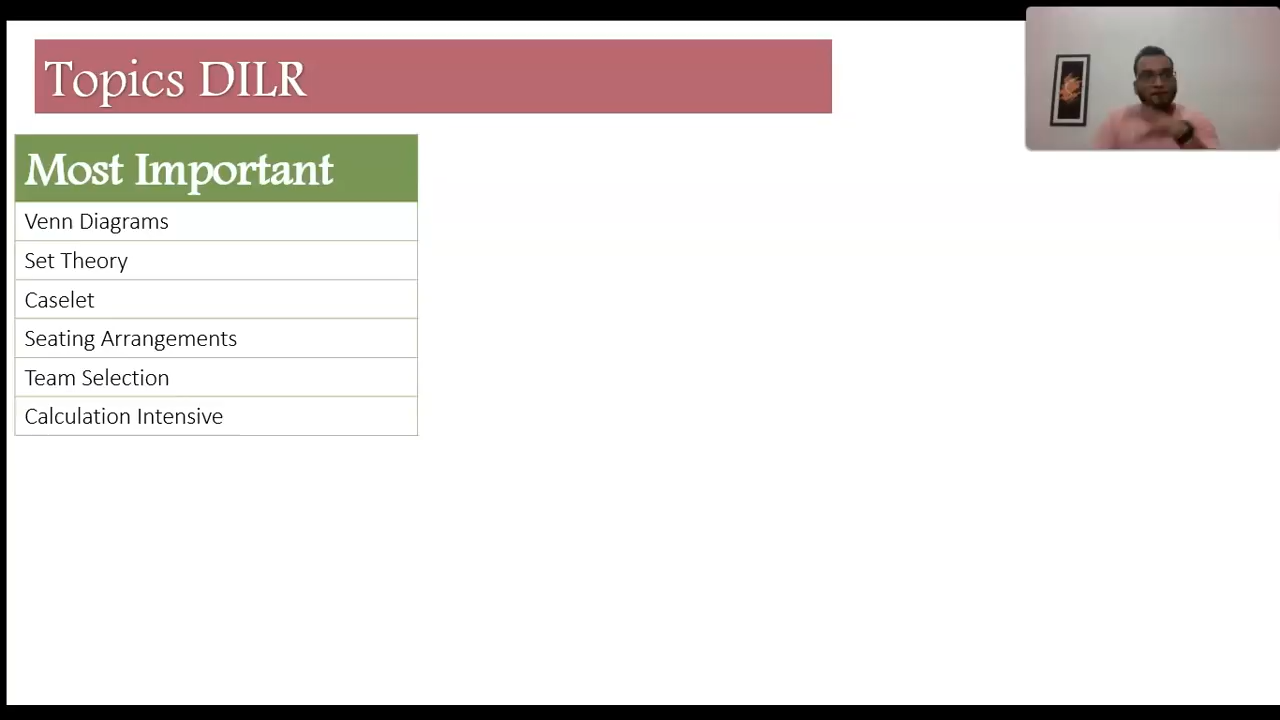 Topics DILR
Most Important
Venn Diagrams
Set Theory
Caselet
Seating Arrangements
Team Selection
Calculation Intensive